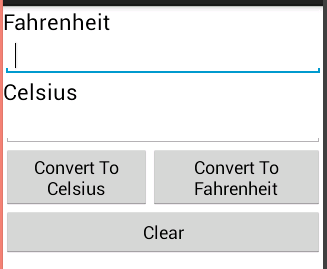 Fahrenheit
Celsius
Convert To
Celsius
Convert To
Fahrenheit
Clear